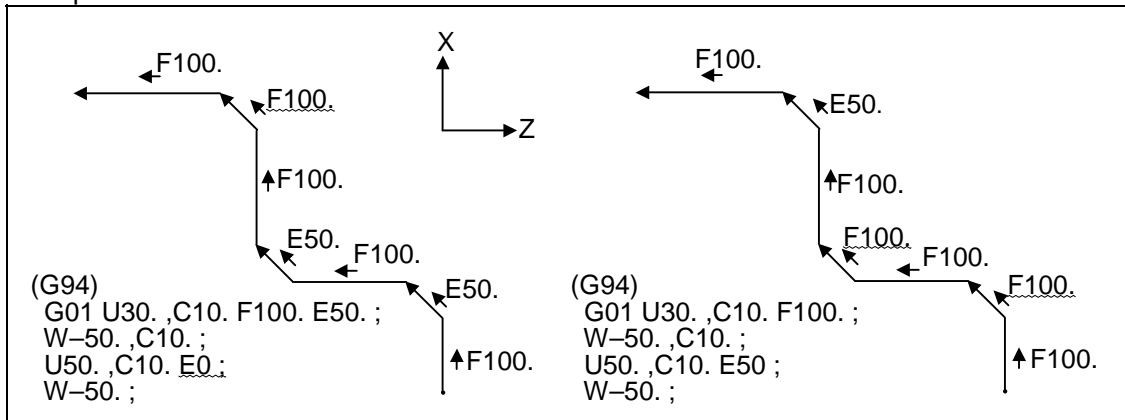 F100.
F100.
F100.
E50.
F100.
E50.
F100.
(G94)
G01 U30. ,C10. F100. E50. ;
W–50. ,C10. ;
U50. ,C10. E0 ;
W–50. ;
X
Z
F100.
E50.
F100.
F100.
F100.
F100.
F100.
(G94)
G01 U30. ,C10. F100. ;
W–50. ,C10. ;
U50. ,C10. E50 ;
W–50. ;